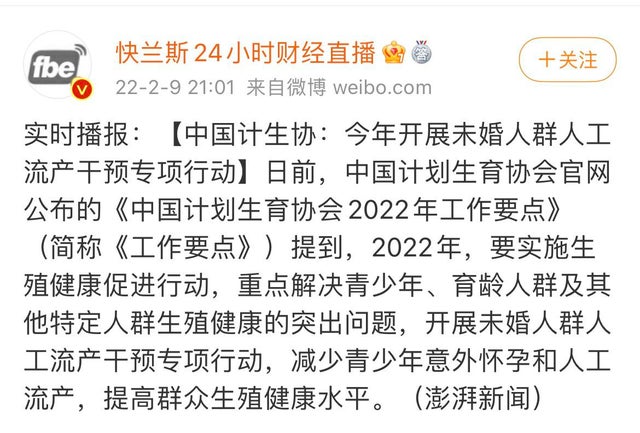 fbe
快兰斯24小时财经直播
22-2-9 21:01 来自微博 weibo.com
+关注
实时播报：【中国计生协：今年开展未婚人群人工
流产干预专项行动】日前，中国计划生育协会官网
公布的《中国计划生育协会2022年工作要点》
（简称《工作要点》）提到，2022年，要实施生
殖健康促进行动，重点解决青少年、育龄人群及其
他特定人群生殖健康的突出问题，开展未婚人群人
工流产干预专项行动，减少青少年意外怀孕和人工
流产，提高群众生殖健康水平。（澎湃新闻）